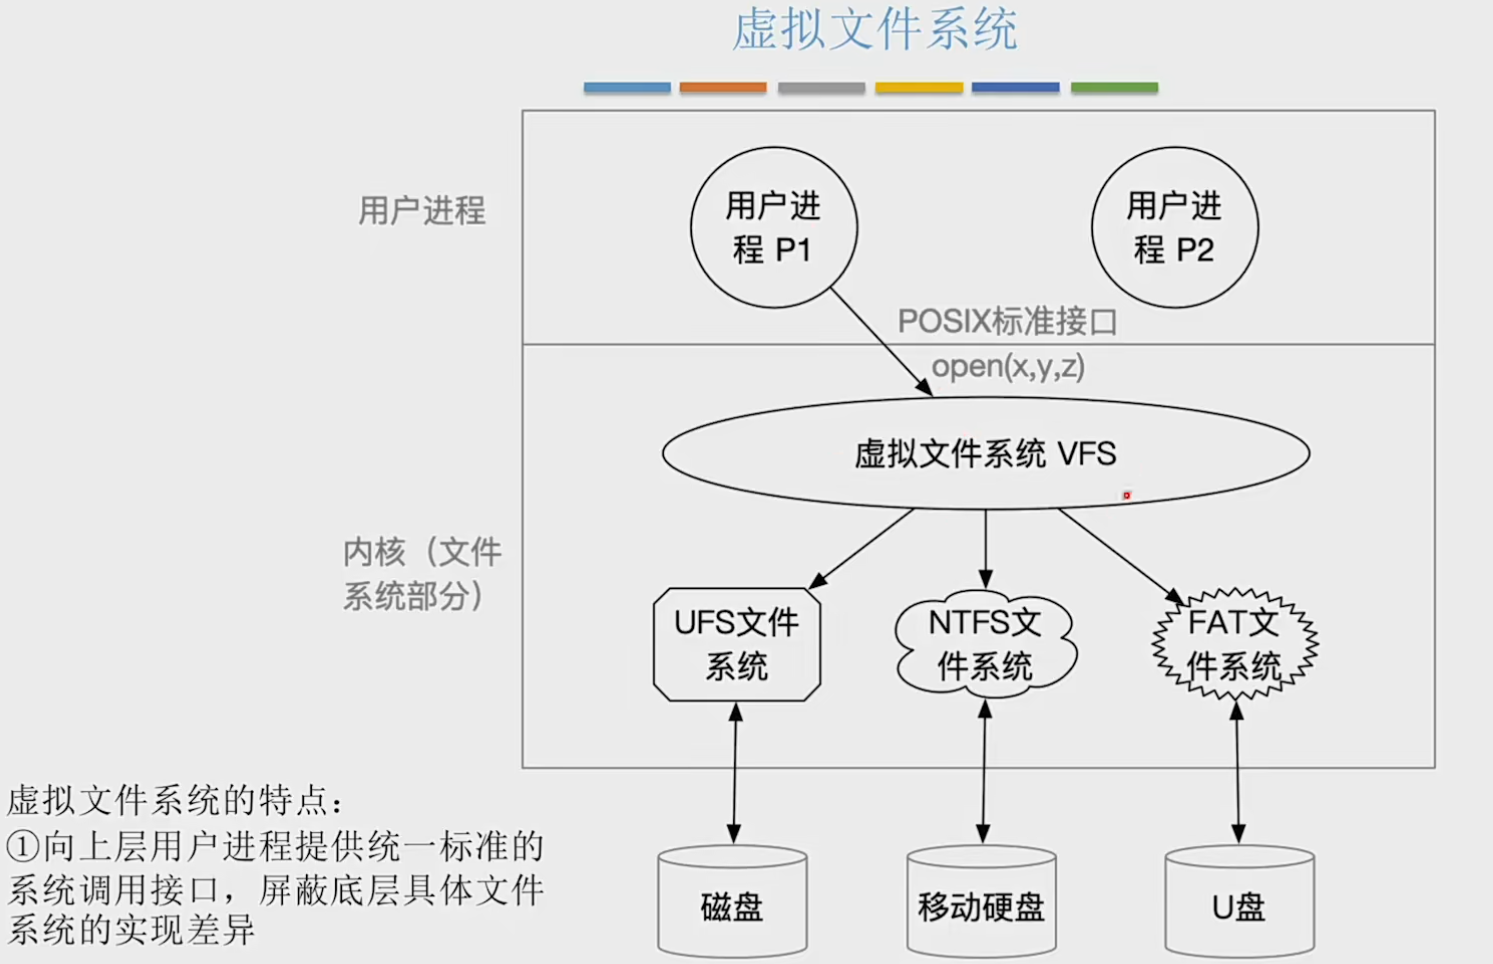 虚拟文件系统
用户进程
用户进
程 P1
用户进
程 P2
POSIX标准接口
open(x,y,z)
虚拟文件系统 VFS
内核（文件
系统部分）
UFS文件
系统
NTFS文
件系统
FAT文
件系统
磁盘
移动硬盘
U盘
虚拟文件系统的特点：
①向上层用户进程提供统一标准的
系统调用接口，屏蔽底层具体文件
系统的实现差异